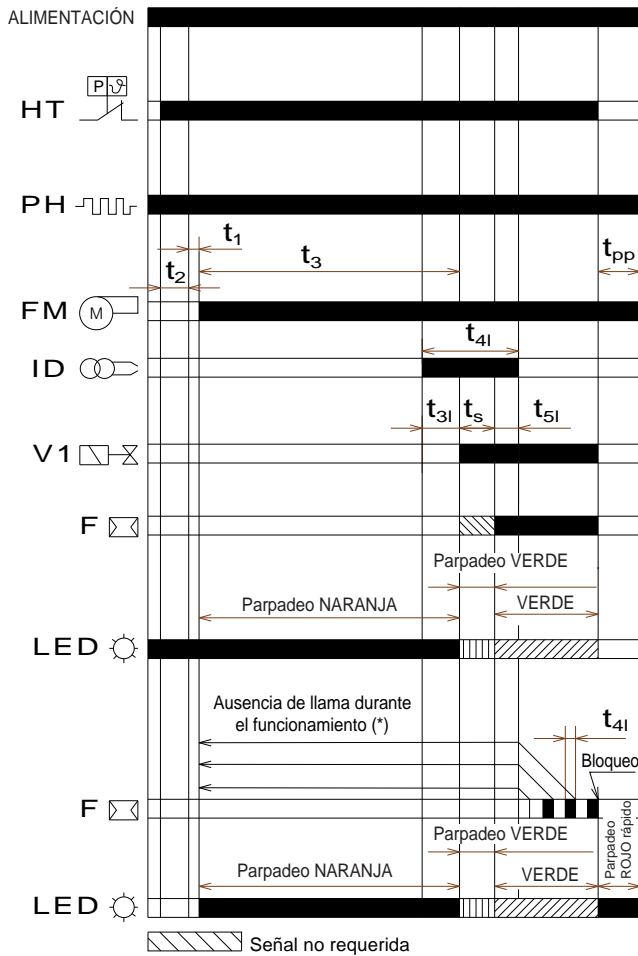 ALIMENTACIÓN
P ϑ
HT
PH
t1
t2
t3
tpp
FM M
t4l
ID
t3l ts t5l
V1
F
Parpadeo VERDE
Parpadeo NARANJA VERDE
LED
Ausencia de llama durante
el funcionamiento (*)
t4l
Bloqueo
F
Parpadeo VERDE
Parpadeo NARANJA VERDE
Parpadeo
ROJO rápido
LED
Señal no requerida